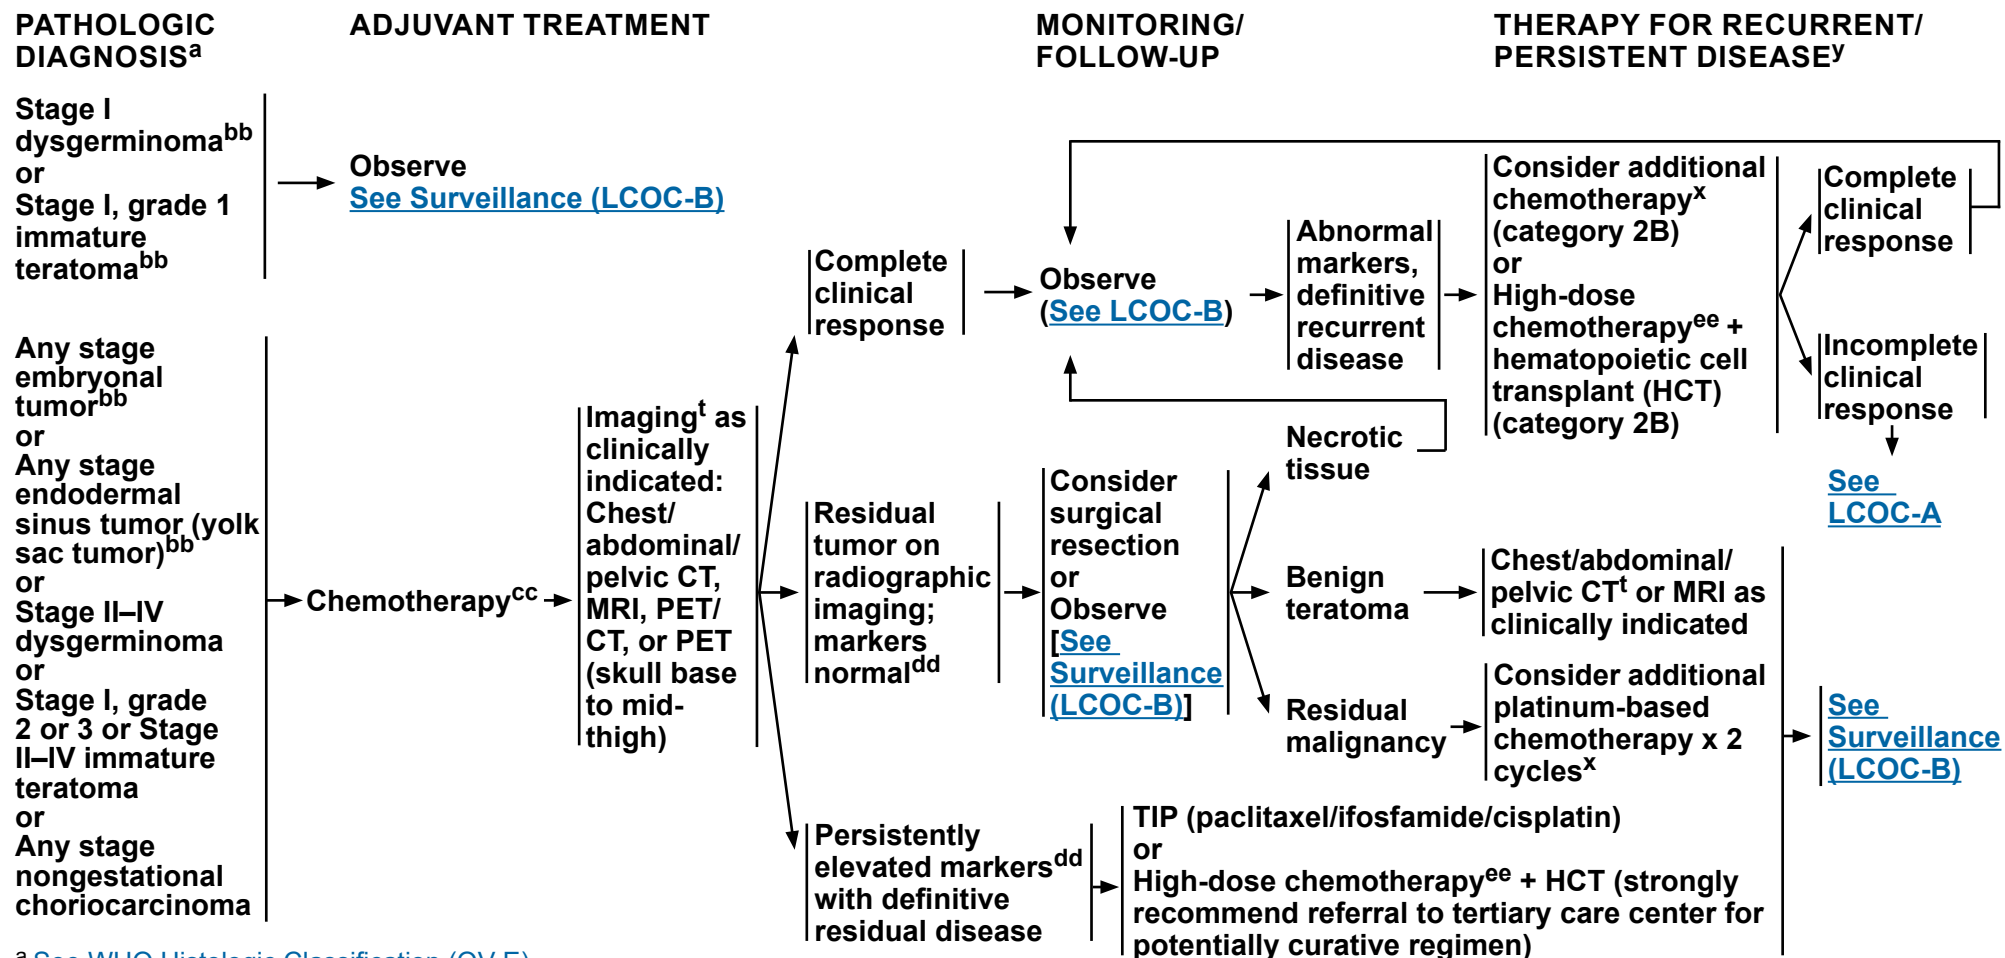 PATHOLOGIC
DIAGNOSISa
ADJUVANT TREATMENT
MONITORING/
FOLLOW-UP
THERAPY FOR RECURRENT/
PERSISTENT DISEASEy
Stage I
dysgerminomabb
or
Stage I, grade 1
immature
teratomabb
Observe
See Surveillance (LCOC-B)
Any stage
embryonal
tumorbb
or
Any stage
endodermal
sinus tumor (yolk
sac tumor)bb
or
Stage II–IV
dysgerminoma
or
Stage I, grade
2 or 3 or Stage
II–IV immature
teratoma
or
Any stage
nongestational
choriocarcinoma
Chemotherapycc
Imagingt as
clinically
indicated:
Chest/
abdominal/
pelvic CT,
MRI, PET/
CT, or PET
(skull base
to mid-
thigh)
Complete
clinical
response
Observe
(See LCOC-B)
Abnormal
markers,
definitive
recurrent
disease
Consider additional
chemotherapyx
(category 2B)
or
High-dose
chemotherapyee +
hematopoietic cell
transplant (HCT)
(category 2B)
Complete
clinical
response
Incomplete
clinical
response
See
LCOC-A
Residual
tumor on
radiographic
imaging;
markers
normaldd
Consider
surgical
resection
or
Observe
[See
Surveillance
(LCOC-B)]
Necrotic
tissue
Benign
teratoma
Chest/abdominal/
pelvic CTt or MRI as
clinically indicated
Residual
malignancy
Consider additional
platinum-based
chemotherapy x 2
cyclesx
See
Surveillance
(LCOC-B)
Persistently
elevated markersdd
with definitive
residual disease
TIP (paclitaxel/ifosfamide/cisplatin)
or
High-dose chemotherapyee + HCT (strongly
recommend referral to tertiary care center for
potentially curative regimen)
a See WHO Histologic Classification (OV-E)